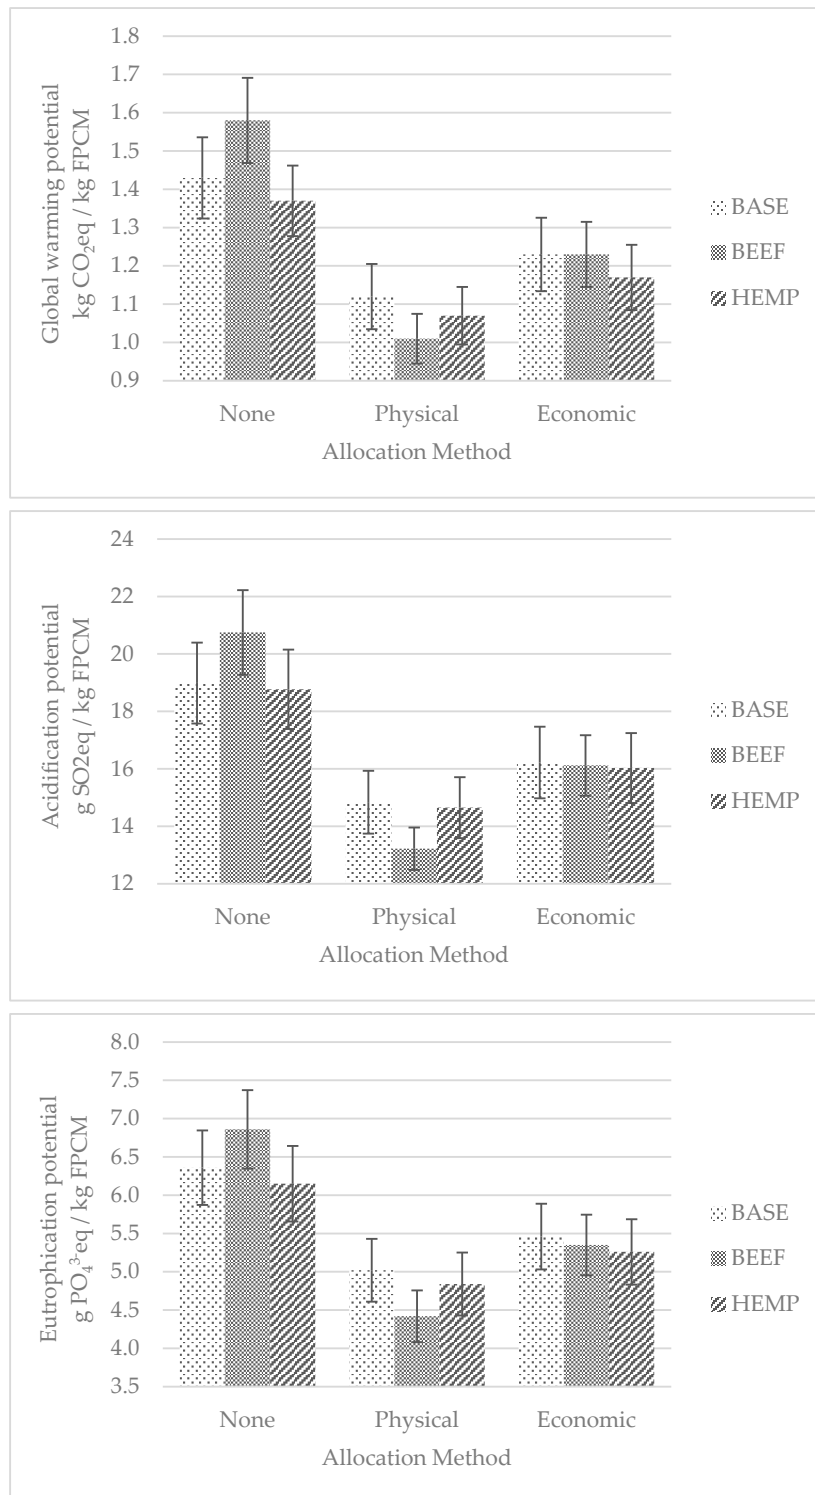 1.8
1.7
1.6
1.5
1.4
1.3
1.2
1.1
1.0
0.9
Global warming potential
kg CO₂eq / kg FPCM
None Physical Economic
Allocation Method
BASE
BEEF
HEMP
24
22
20
18
16
14
12
Acidification potential
g SO2eq / kg FPCM
None Physical Economic
Allocation Method
BASE
BEEF
HEMP
8.0
7.5
7.0
6.5
6.0
5.5
5.0
4.5
4.0
3.5
Eutrophication potential
g PO₄³⁻eq / kg FPCM
None Physical Economic
Allocation Method
BASE
BEEF
HEMP